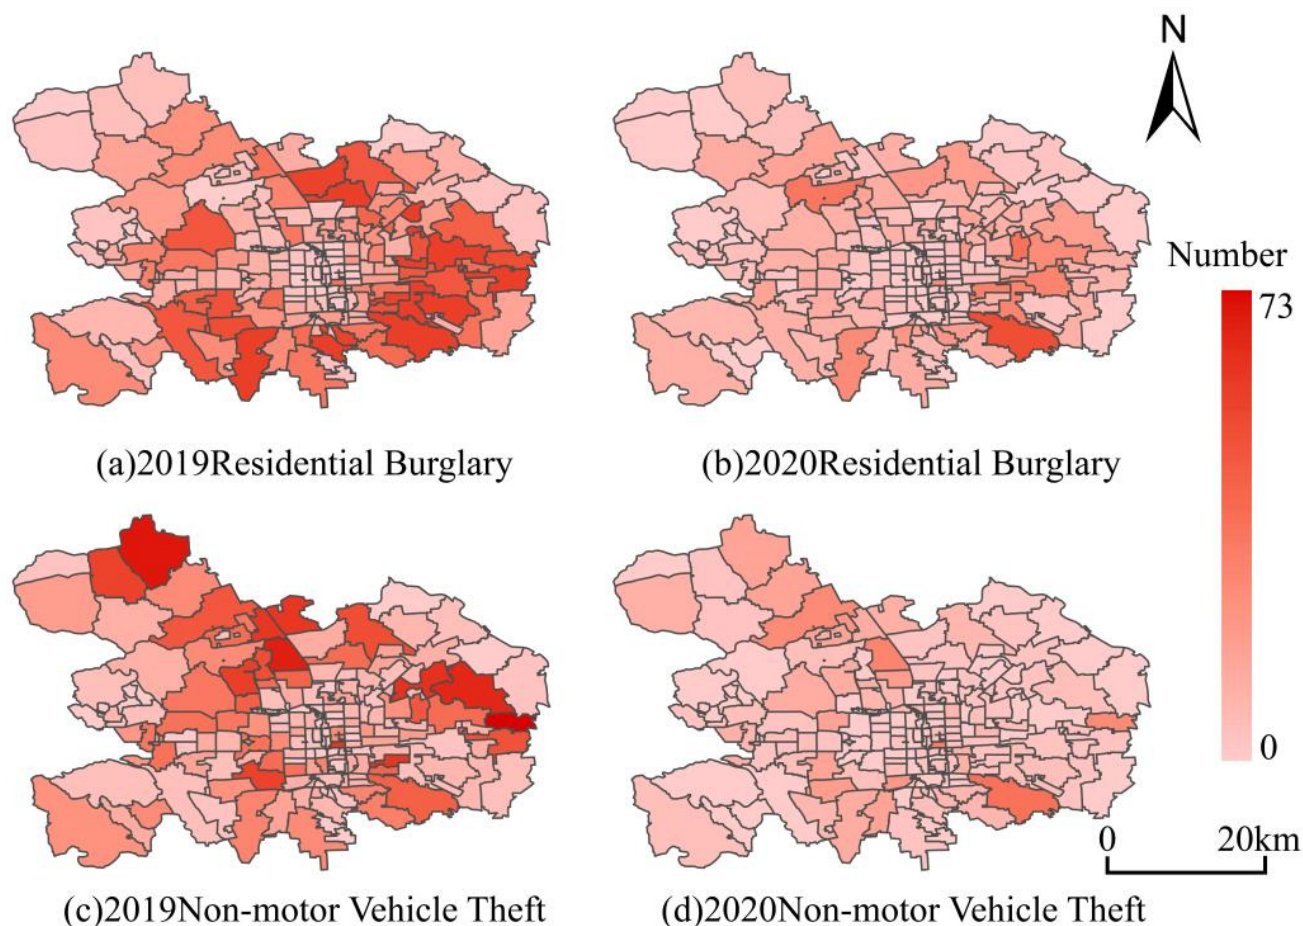 N
(a)2019Residential Burglary
(b)2020Residential Burglary
Number
73
0
0 20km
(c)2019Non-motor Vehicle Theft
(d)2020Non-motor Vehicle Theft